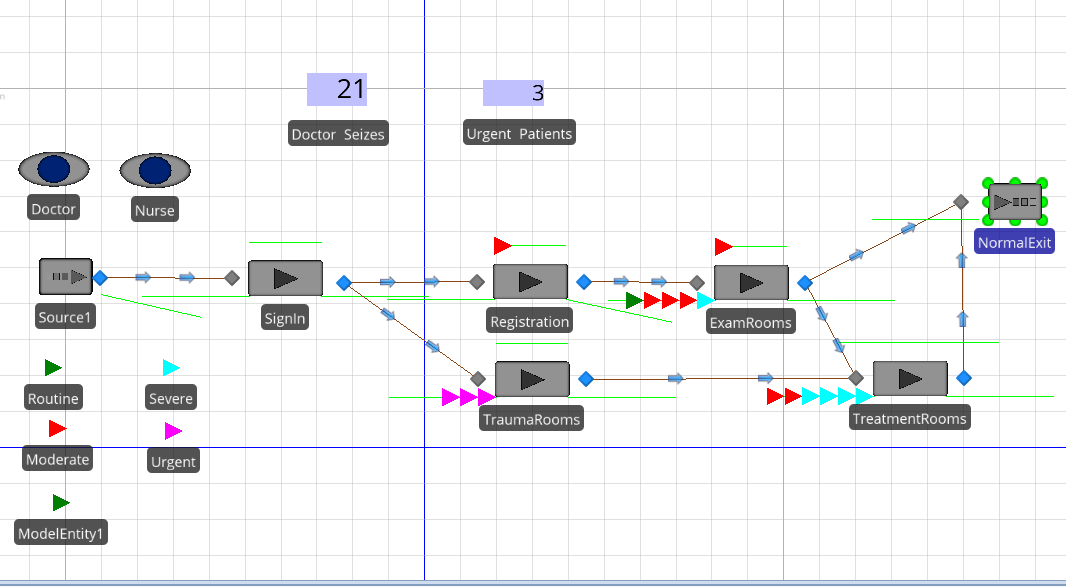 21
3
Doctor Seizes
Urgent Patients
Doctor
Nurse
NormalExit
Source1
SignIn
Registration
ExamRooms
Routine
Severe
TraumaRooms
TreatmentRooms
Moderate
Urgent
ModelEntity1